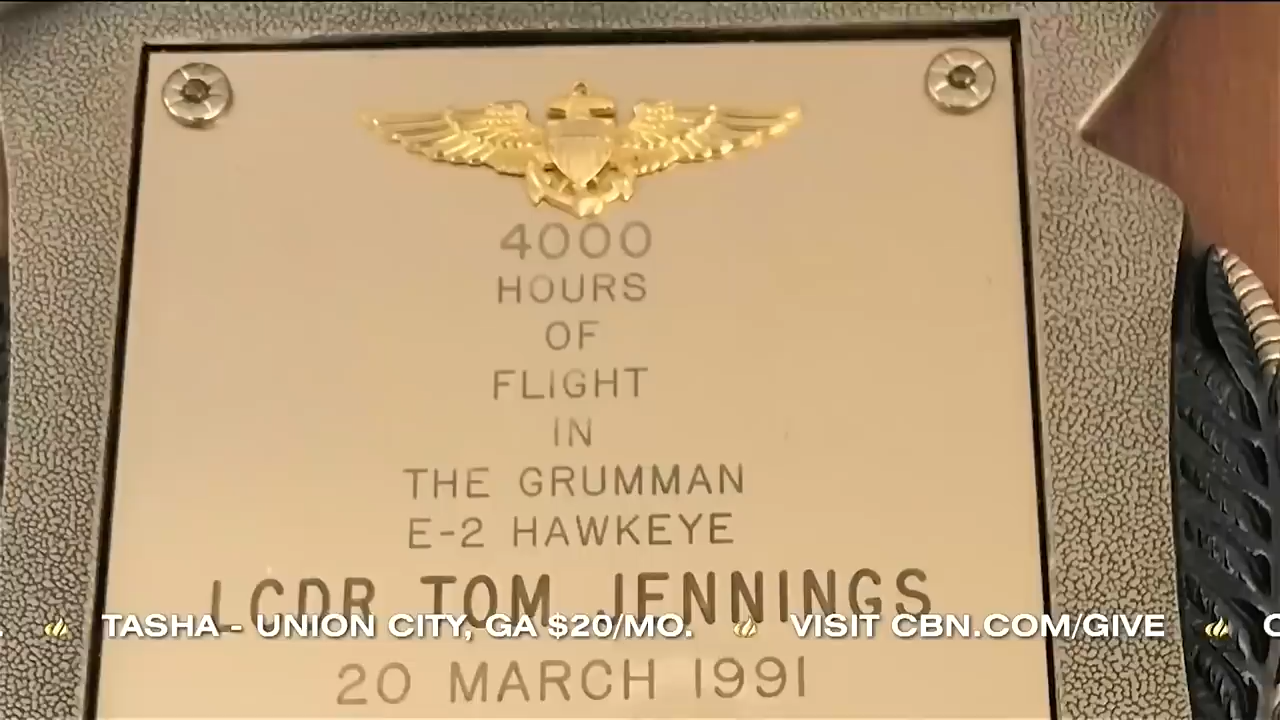 4000
HOURS
OF
FLIGHT
IN
THE GRUMMAN
E-2 HAWKEYE
LCDR TOM JENNINGS
TASHA - UNION CITY, GA $20/MO. VISIT CBN.COM/GIVE
20 MARCH 1991